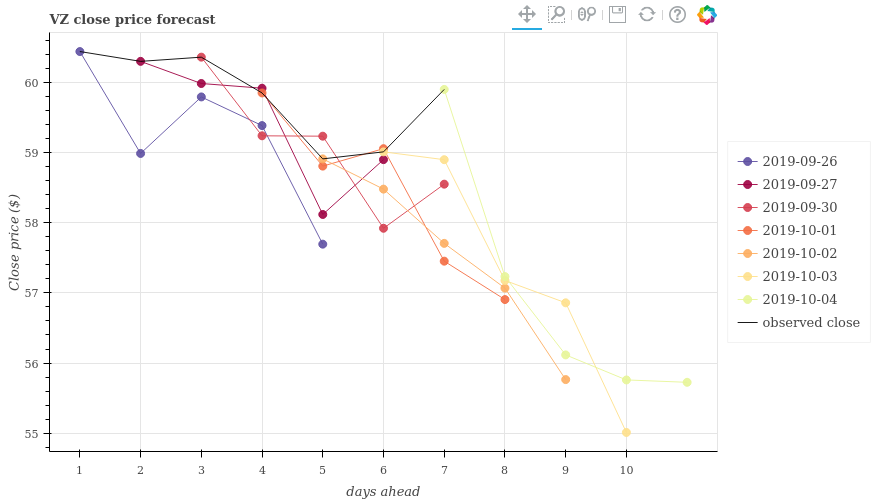 VZ close price forecast
60
59
58
57
56
55
Close price ($)
1 2 3 4 5 6 7 8 9 10
days ahead
2019-09-26
2019-09-27
2019-09-30
2019-10-01
2019-10-02
2019-10-03
2019-10-04
observed close